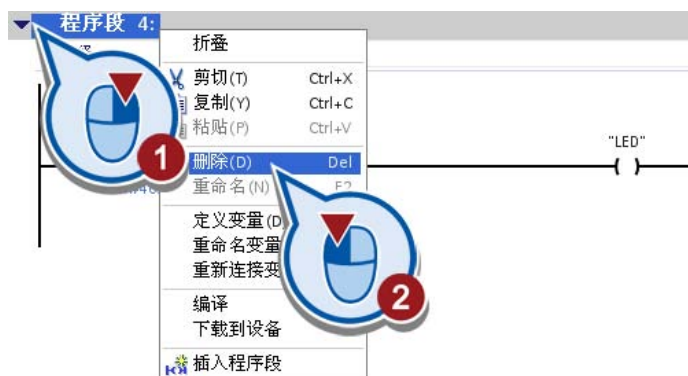 程序段 4:
折叠
剪切(T) Ctrl+X
复制(Y) Ctrl+C
粘贴(P) Ctrl+V
删除(D) Del
重命名(N) F2
定义变量(D
重命名变量
重新连接变
编译
下载到设备
插入程序段
"LED"
1
2